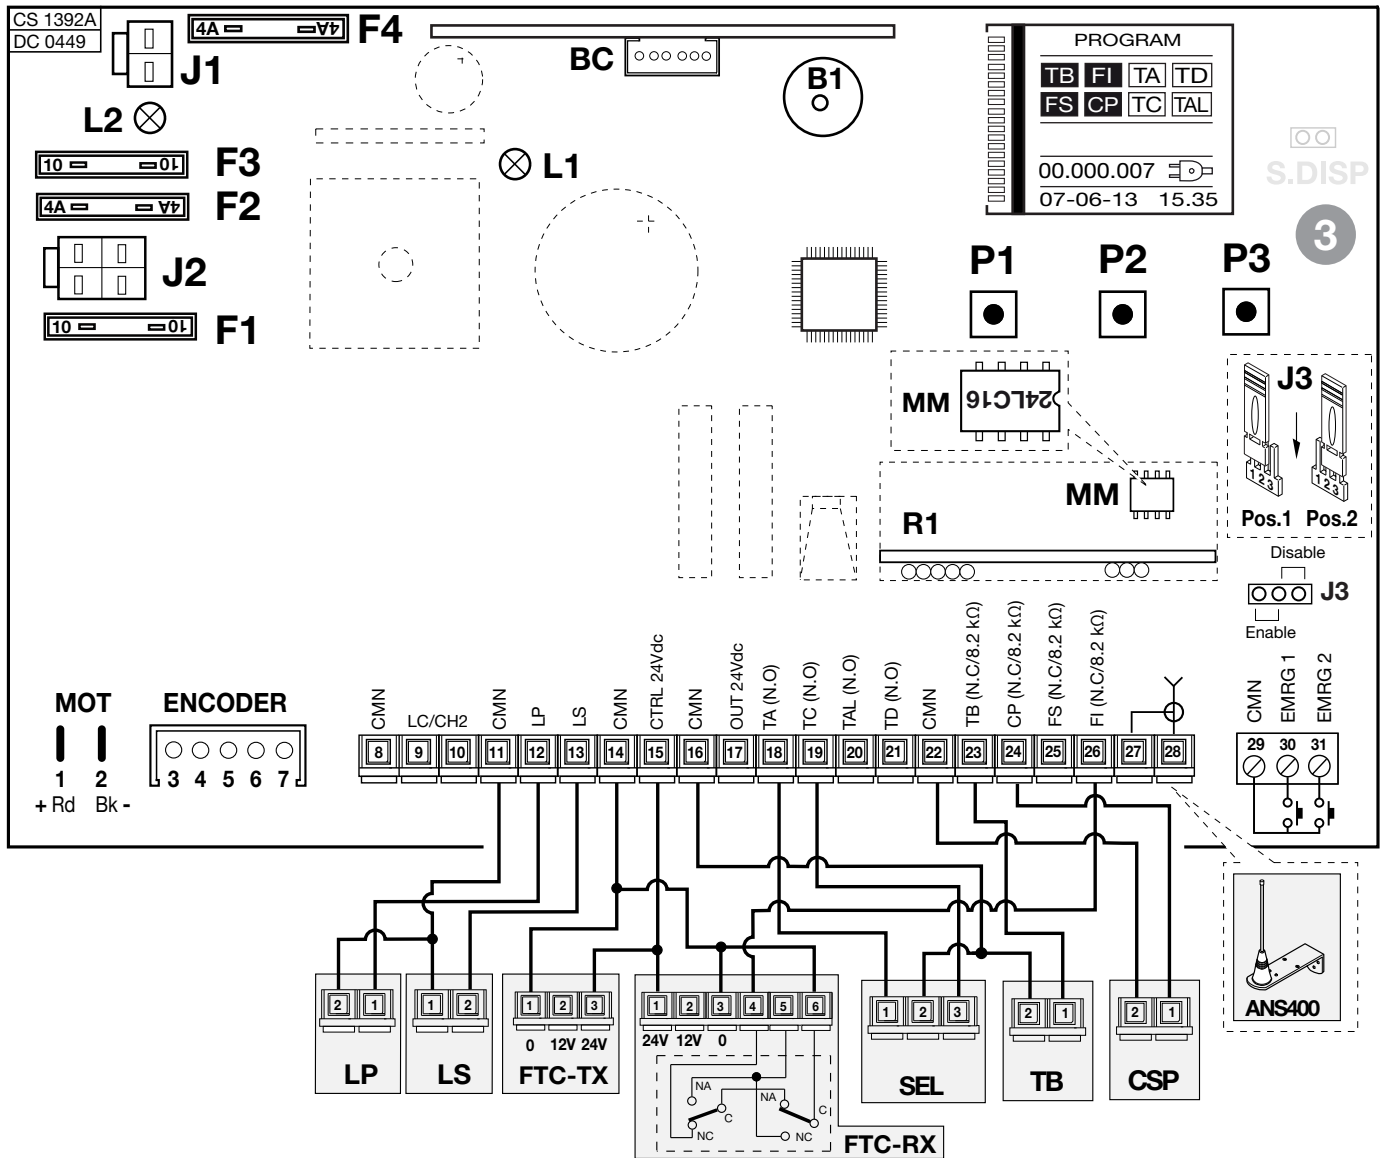 CS 1392A
DC 0449
J1
4A 4A F4
BC
B1
PROGRAM
TB FI TA TD
FS CP TC TAL
00.000.007
07-06-13 15.35
S.DISP
3
L2
L1
10 10 F3
4A 4A F2
J2
10 10 F1
P1 P2 P3
MM 24LC16
MM
R1
J3
1 2 3 1 2 3
Pos.1 Pos.2
Disable
J3
Enable
MOT
1 2
+ Rd Bk -
ENCODER
3 4 5 6 7
CMN
LC/CH2
CMN
LP
LS
CMN
CTRL 24Vdc
CMN
OUT 24Vdc
TA (N.O)
TC (N.O)
TAL (N.O)
TD (N.O)
CMN
TB (N.C/8.2 kΩ)
CP (N.C/8.2 kΩ)
FS (N.C/8.2 kΩ)
FI (N.C/8.2 kΩ)
8 9 10 11 12 13 14 15 16 17 18 19 20 21 22 23 24 25 26 27 28
CMN
EMRG 1
EMRG 2
29 30 31
2 1
LP
1 2
LS
1 2 3
0 12V 24V
FTC-TX
1 2 3 4 5 6
24V 12V 0
NA
C
NC
NA
C
NC
FTC-RX
1 2 3
SEL
2 1
TB
2 1
CSP
ANS400